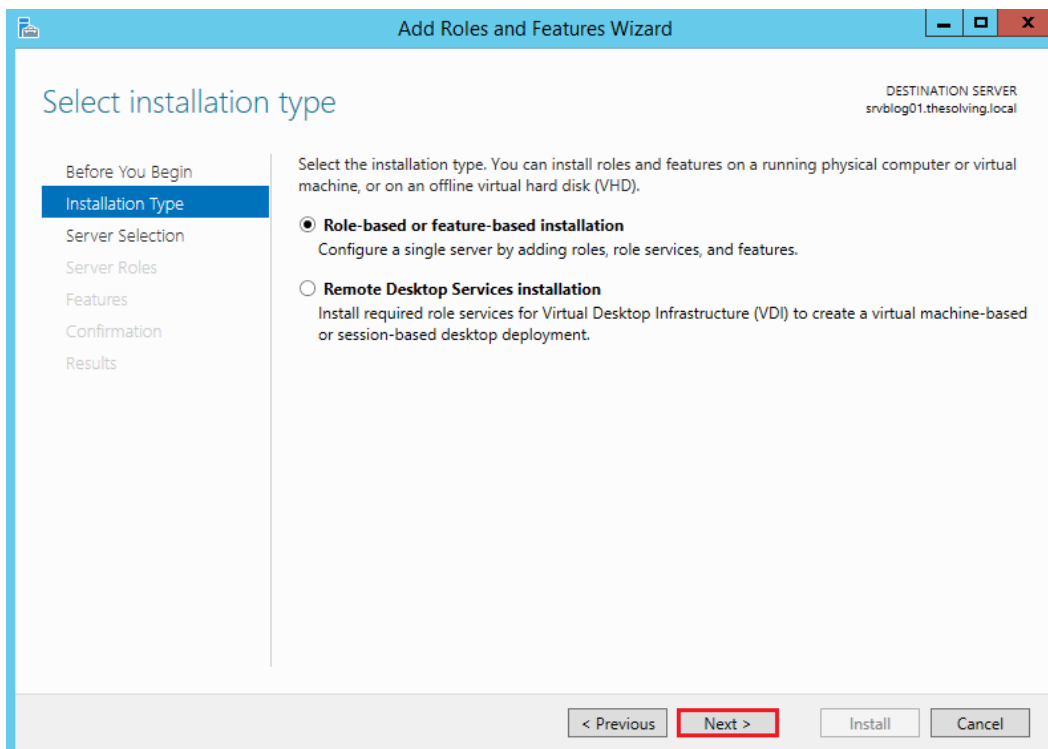 Add Roles and Features Wizard
Select installation type
DESTINATION SERVER
srvblog01.thesolving.local
Before You Begin
Installation Type
Server Selection
Server Roles
Features
Confirmation
Results
Select the installation type. You can install roles and features on a running physical computer or virtual
machine, or on an offline virtual hard disk (VHD).
Role-based or feature-based installation
Configure a single server by adding roles, role services, and features.
Remote Desktop Services installation
Install required role services for Virtual Desktop Infrastructure (VDI) to create a virtual machine-based
or session-based desktop deployment.
< Previous
Next >
Install
Cancel